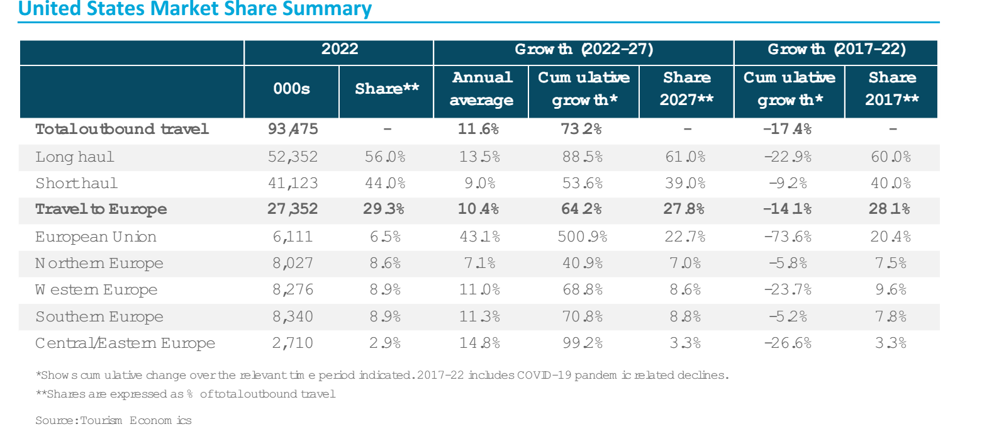 United States Market Share Summary
2022 Growth (2022-27) Growth (2017-22)
000s Share** Annual average Cumulative growth* Share 2027** Cumulative growth* Share 2017**
Total outbound travel 93,475 - 11.6% 73.2% - -17.4% -
Long haul 52,352 56.0% 13.5% 88.5% 61.0% -22.9% 60.0%
Short haul 41,123 44.0% 9.0% 53.6% 39.0% -9.2% 40.0%
Travel to Europe 27,352 29.3% 10.4% 64.2% 27.8% -14.1% 28.1%
European Union 6,111 6.5% 43.1% 500.9% 22.7% -73.6% 20.4%
Northern Europe 8,027 8.6% 7.1% 40.9% 7.0% -5.8% 7.5%
Western Europe 8,276 8.9% 11.0% 68.8% 8.6% -23.7% 9.6%
Southern Europe 8,340 8.9% 11.3% 70.8% 8.8% -5.2% 7.8%
Central/Eastern Europe 2,710 2.9% 14.8% 99.2% 3.3% -26.6% 3.3%
*Shows cumulative change over the relevant time period indicated. 2017-22 includes COVID-19 pandemic related declines.
**Shares are expressed as % of total outbound travel
Source: Tourism Economics